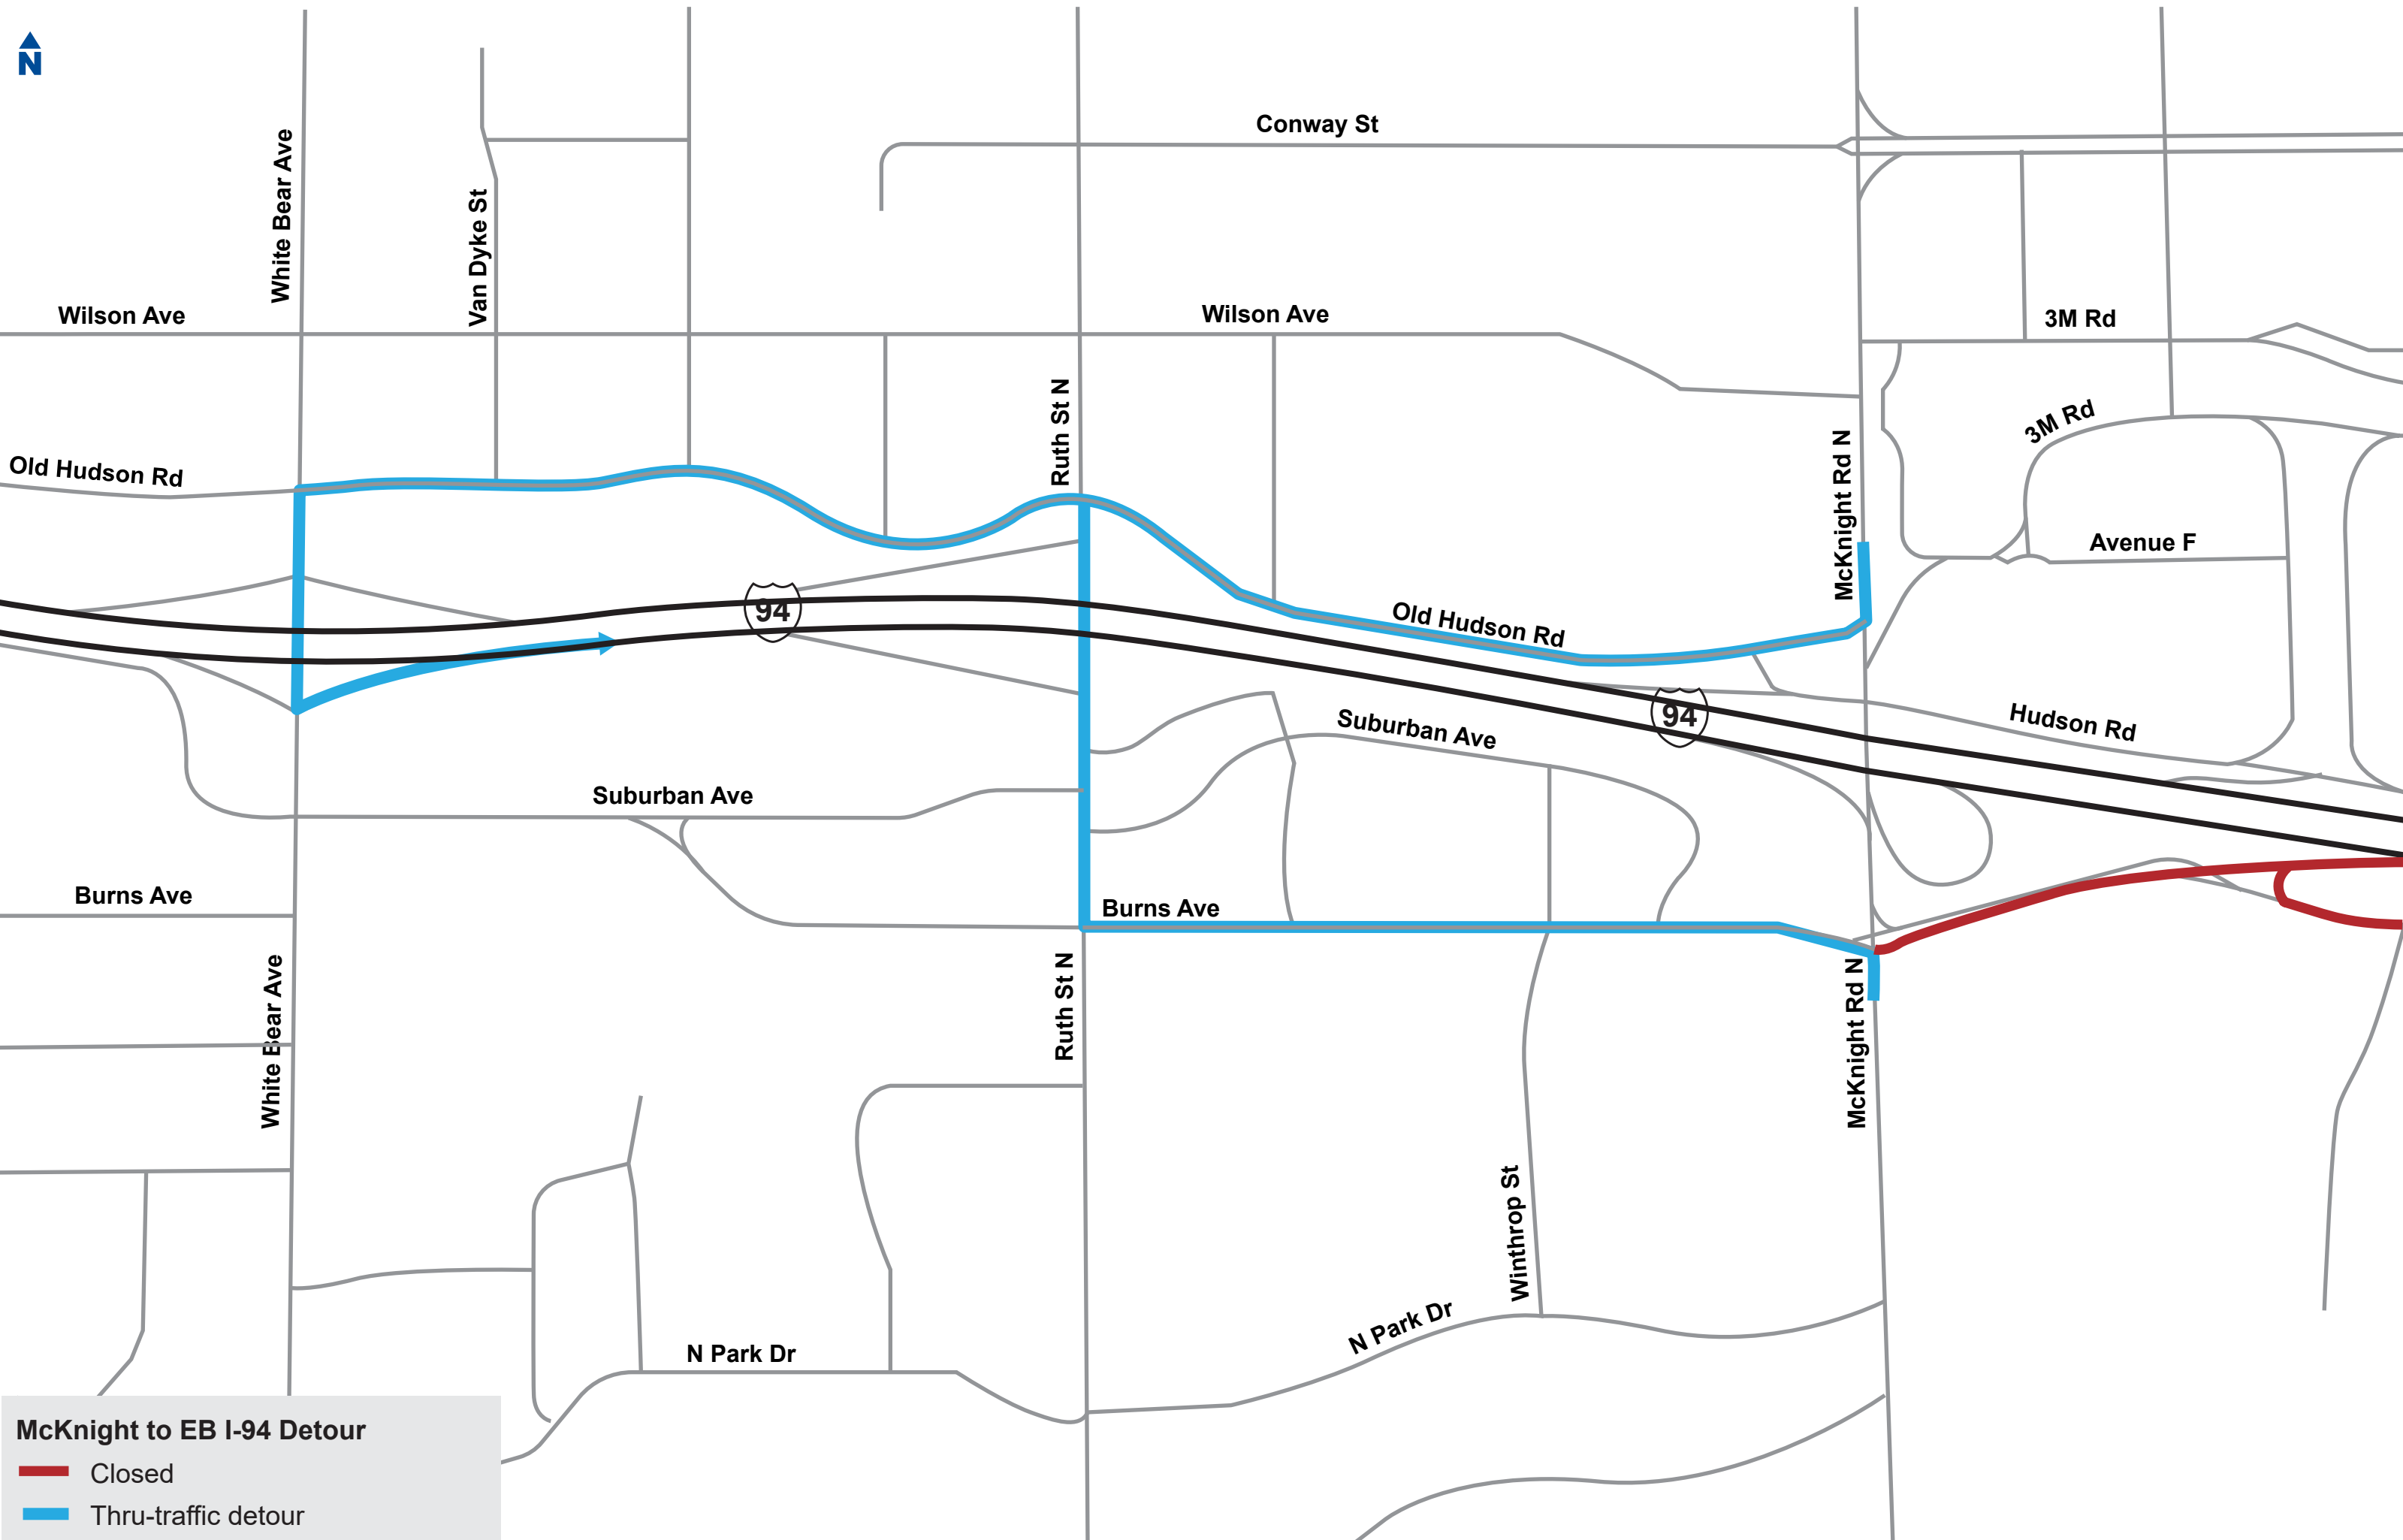 N
Conway St
White Bear Ave
Van Dyke St
Wilson Ave
Wilson Ave
3M Rd
Ruth St N
3M Rd
McKnight Rd N
Old Hudson Rd
Avenue F
94
Old Hudson Rd
94
Suburban Ave
Hudson Rd
Suburban Ave
Burns Ave
Burns Ave
White Bear Ave
Ruth St N
McKnight Rd N
Winthrop St
N Park Dr
N Park Dr
McKnight to EB I-94 Detour
Closed
Thru-traffic detour